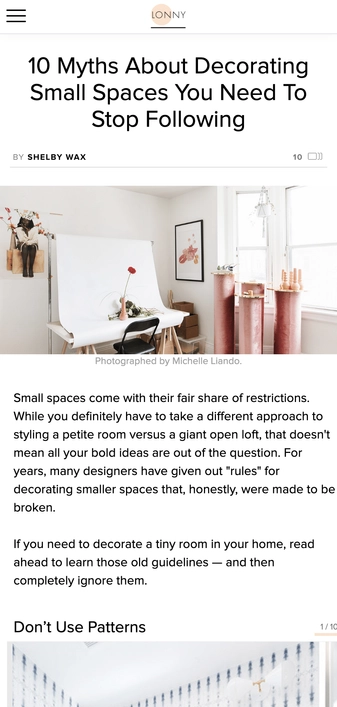 LONNY
10 Myths About Decorating
Small Spaces You Need To
Stop Following
BY SHELBY WAX
10
Photographed by Michelle Liando.
Small spaces come with their fair share of restrictions.
While you definitely have to take a different approach to
styling a petite room versus a giant open loft, that doesn't
mean all your bold ideas are out of the question. For
years, many designers have given out "rules" for
decorating smaller spaces that, honestly, were made to be
broken.
If you need to decorate a tiny room in your home, read
ahead to learn those old guidelines — and then
completely ignore them.
Don’t Use Patterns
1 / 10